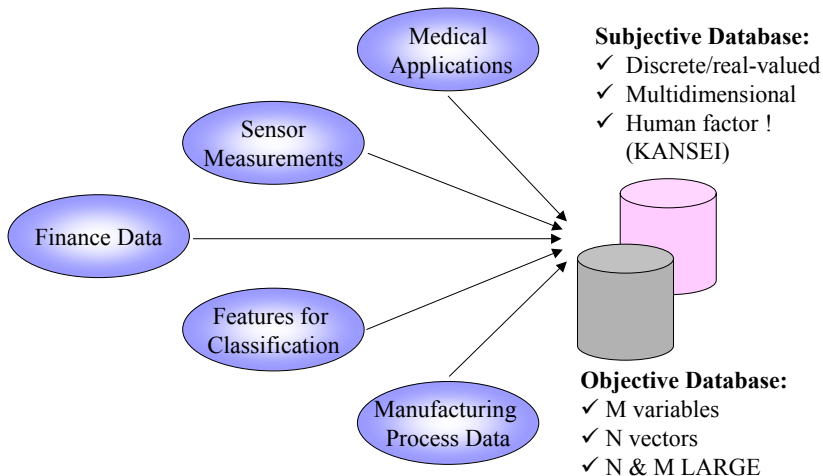 Medical
Applications
Sensor
Measurements
Finance Data
Features for
Classification
Manufacturing
Process Data
Subjective Database:
✓ Discrete/real-valued
✓ Multidimensional
✓ Human factor !
(KANSEI)
Objective Database:
✓ M variables
✓ N vectors
✓ N & M LARGE